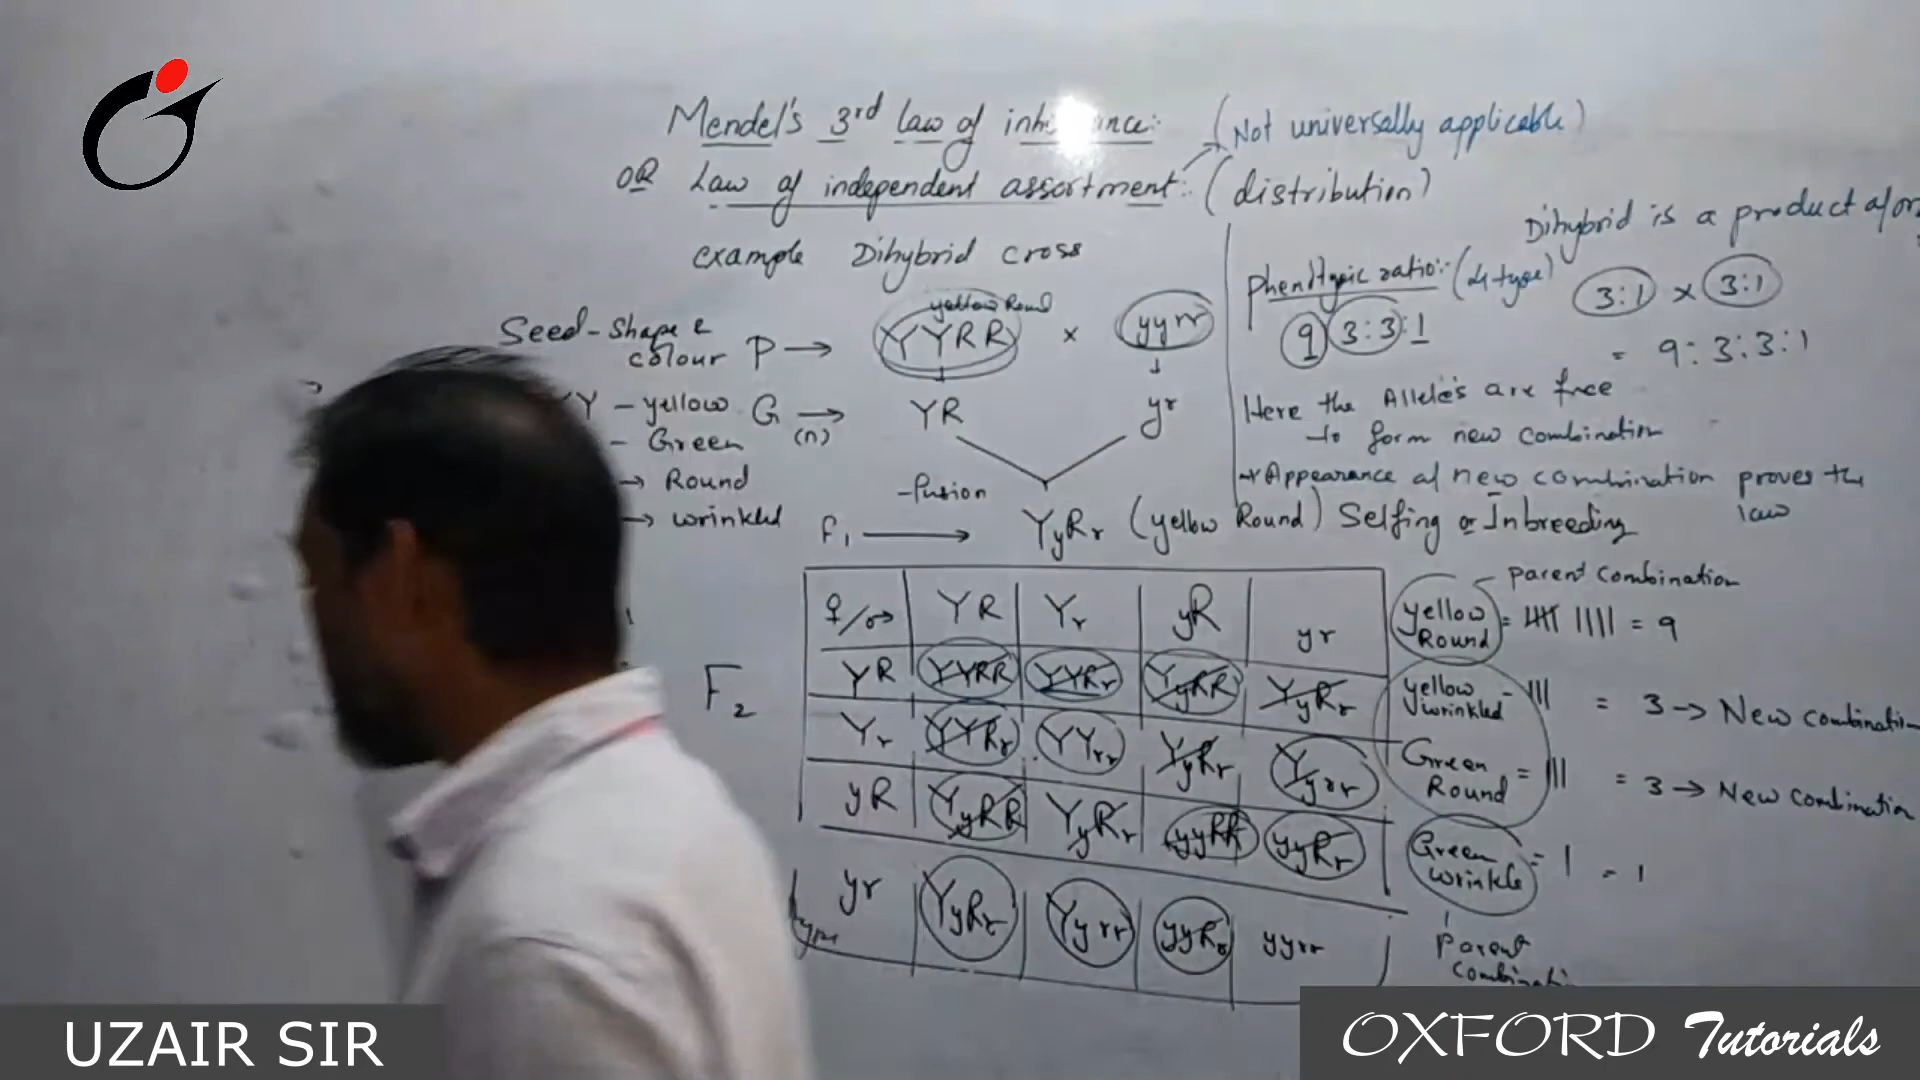 Mendel's 3rd law of inheritance:- (Not universally applicable)
OR Law of independent assortment:- (distribution)
example Dihybrid cross
Seed-Shape &
colour
YY - yellow
- Green
→ Round
→ wrinkled
yellow Round
P → YYRR x yyrr
G → YR yr
(n)
-fusion
F1 → YyRr (yellow Round) Selfing or Inbreeding
Dihybrid is a product
Phenotypic ratio:- (4-type) 3:1 x 3:1
9:3:3:1 = 9:3:3:1
Here the Alleles are free
to form new combination
Appearance of new combination proves the
law
F2
♀/♂ YR Yr yR yr
YR YYRR YYRr YyRR YyRr
Yr YYRr YYrr YyRr Yyrr
yR YyRR YyRr yyRR yyRr
yr YyRr Yyrr yyRr yyrr
parent combination
yellow Round = 9
yellow wrinkled - ||| = 3 → New combination
Green Round = ||| = 3 → New combination
Green wrinkle = | = 1
parent
UZAIR SIR
OXFORD Tutorials